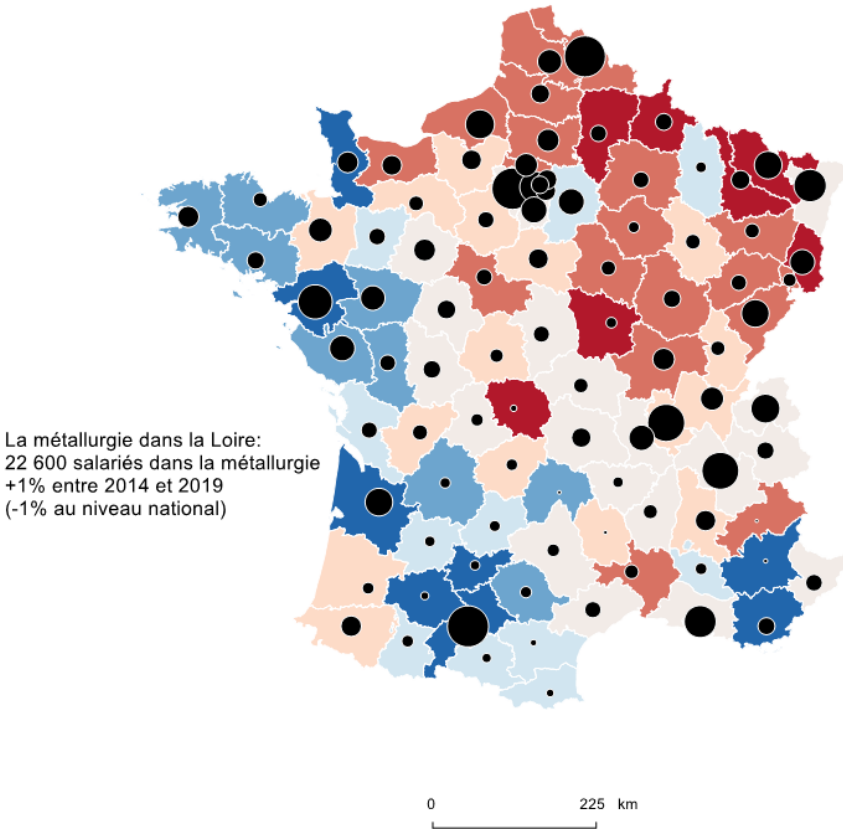 La métallurgie dans la Loire:
22 600 salariés dans la métallurgie
+1% entre 2014 et 2019
(-1% au niveau national)
0 225 km